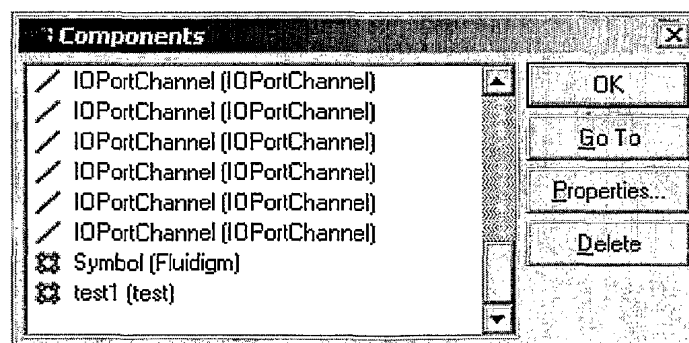 Components
IOPortChannel (IOPortChannel)
IOPortChannel (IOPortChannel)
IOPortChannel (IOPortChannel)
IOPortChannel (IOPortChannel)
IOPortChannel (IOPortChannel)
IOPortChannel (IOPortChannel)
Symbol (Fluidigm)
test1 (test)
OK
Go To
Properties...
Delete